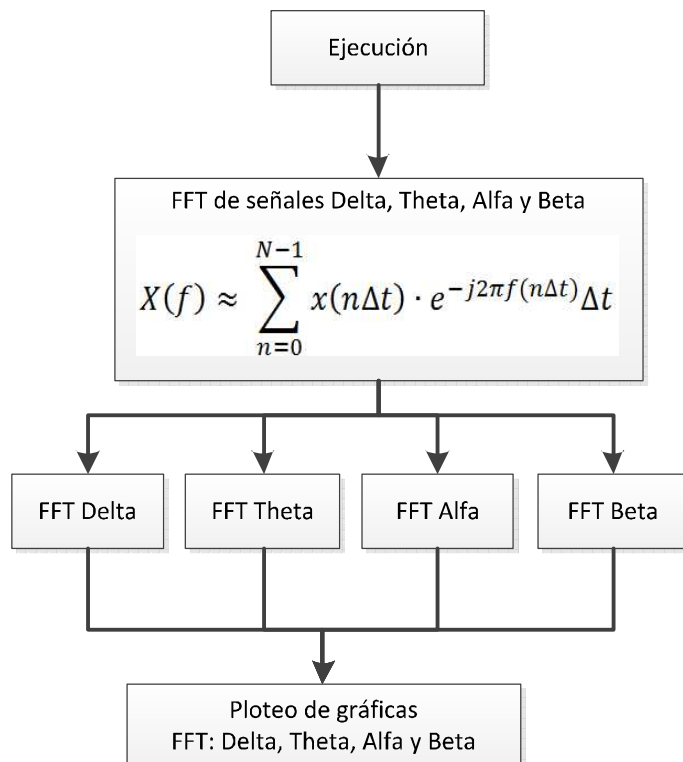 Ejecución
FFT de señales Delta, Theta, Alfa y Beta
X(f) ≈ ∑_{n=0}^{N−1} x(nΔt) · e^{−j2πf(nΔt)}Δt
FFT Delta
FFT Theta
FFT Alfa
FFT Beta
Ploteo de gráficas
FFT: Delta, Theta, Alfa y Beta